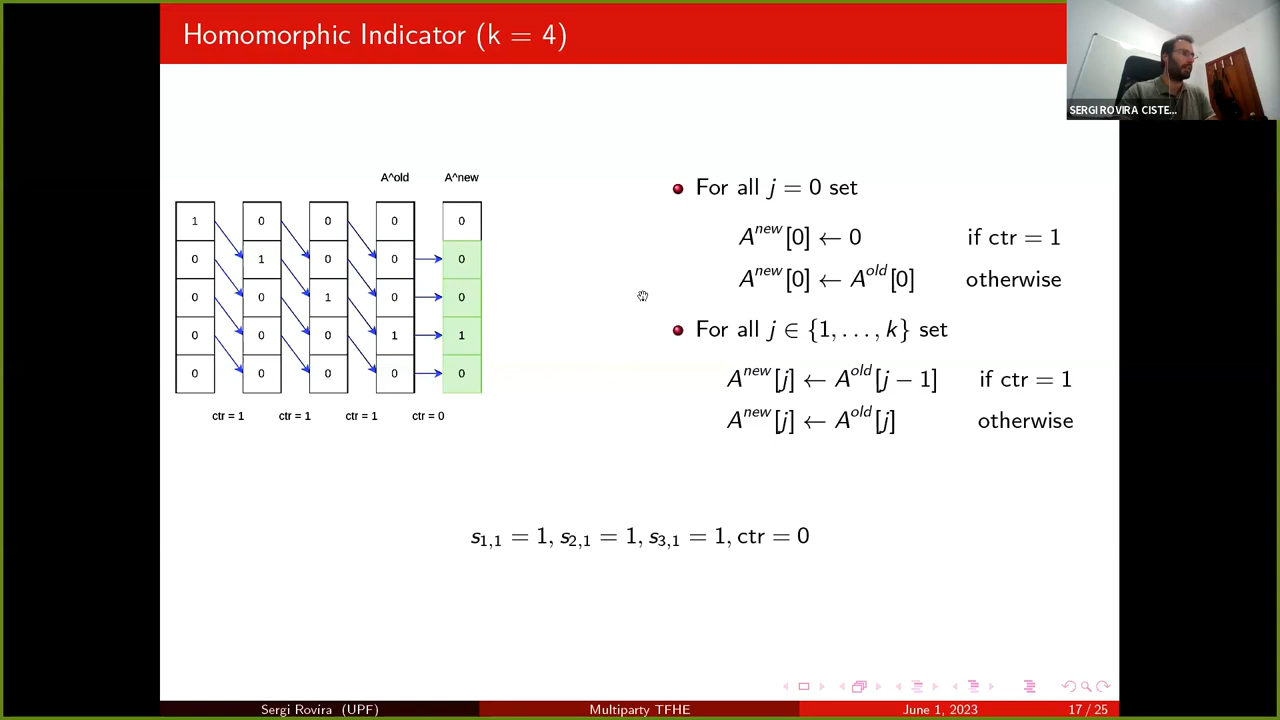 Homomorphic Indicator (k = 4)
SERGI ROVIRA CISTE...
A^old A^new
1 0 0 0 0
0 1 0 0 0
0 0 1 0 0
0 0 0 1 1
0 0 0 0 0
ctr = 1 ctr = 1 ctr = 1 ctr = 0
For all j = 0 set
A^new[0] ← 0 if ctr = 1
A^new[0] ← A^old[0] otherwise
For all j ∈ {1, . . . , k} set
A^new[j] ← A^old[j − 1] if ctr = 1
A^new[j] ← A^old[j] otherwise
s_{1,1} = 1, s_{2,1} = 1, s_{3,1} = 1, ctr = 0
Sergi Rovira (UPF) Multiparty TFHE June 1, 2023 17 / 25